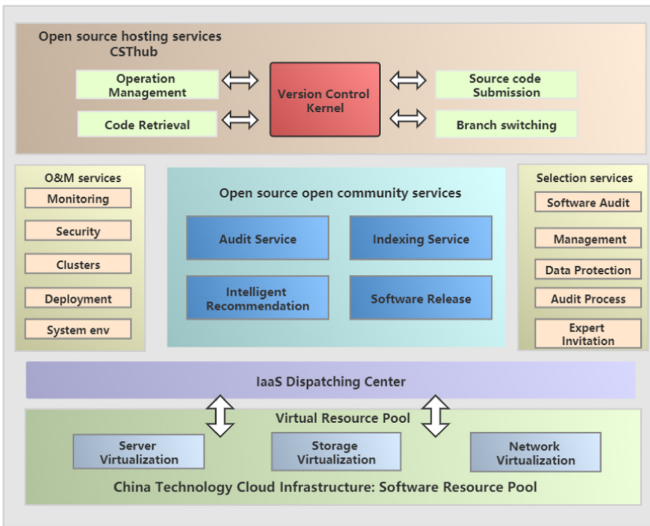 Open source hosting services
CSThub
Operation
Management
Code Retrieval
Version Control
Kernel
Source code
Submission
Branch switching
O&M services
Monitoring
Security
Clusters
Deployment
System env
Open source open community services
Audit Service
Indexing Service
Intelligent
Recommendation
Software Release
Selection services
Software Audit
Management
Data Protection
Audit Process
Expert
Invitation
IaaS Dispatching Center
Virtual Resource Pool
Server
Virtualization
Storage
Virtualization
Network
Virtualization
China Technology Cloud Infrastructure: Software Resource Pool